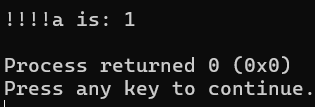 !!!!a is: 1
Process returned 0 (0x0)
Press any key to continue.